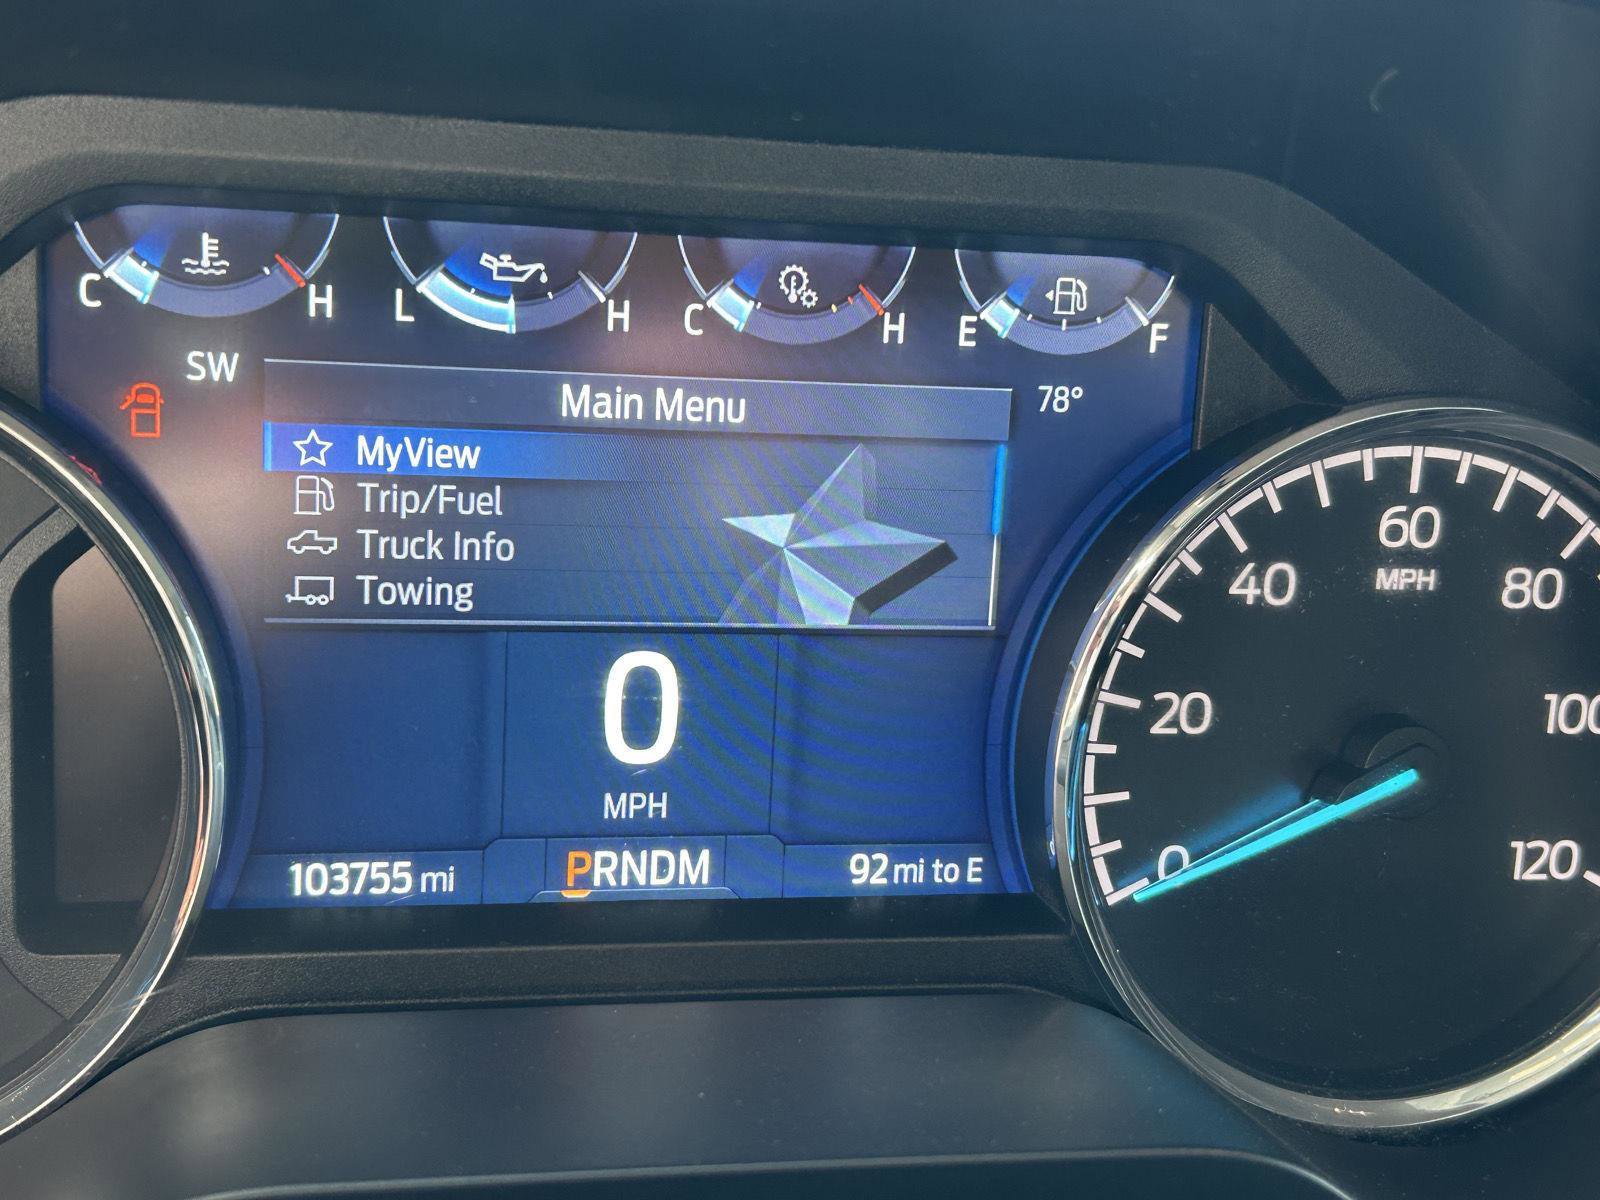 C H L H C H E F
SW
78°
Main Menu
MyView
Trip/Fuel
Truck Info
Towing
0
MPH
103755 mi
PRNDM
92 mi to E
0 20 40 60 80 100 120
MPH